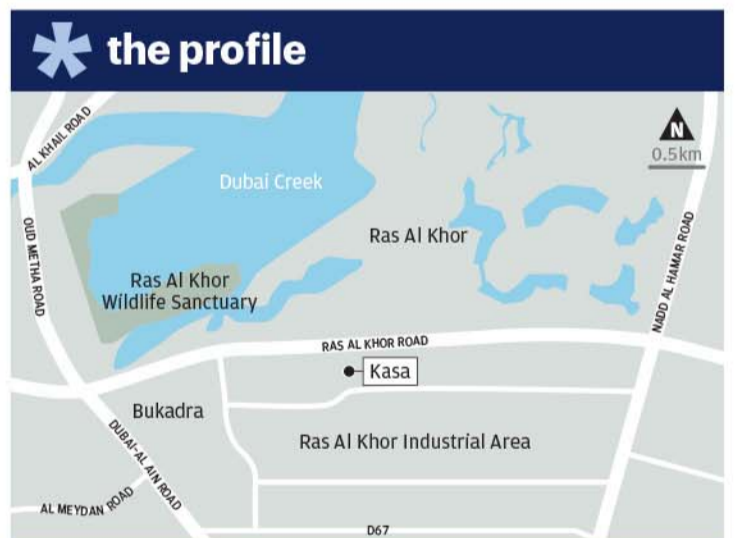 the profile
AL KHAIL ROAD
N
0.5km
Dubai Creek
OUD METHA ROAD
Ras Al Khor
NADD AL HAMAR ROAD
Ras Al Khor
Wildlife Sanctuary
RAS AL KHOR ROAD
Kasa
Bukadra
DUBAI-AL AIN ROAD
Ras Al Khor Industrial Area
AL MEYDAN ROAD
D67